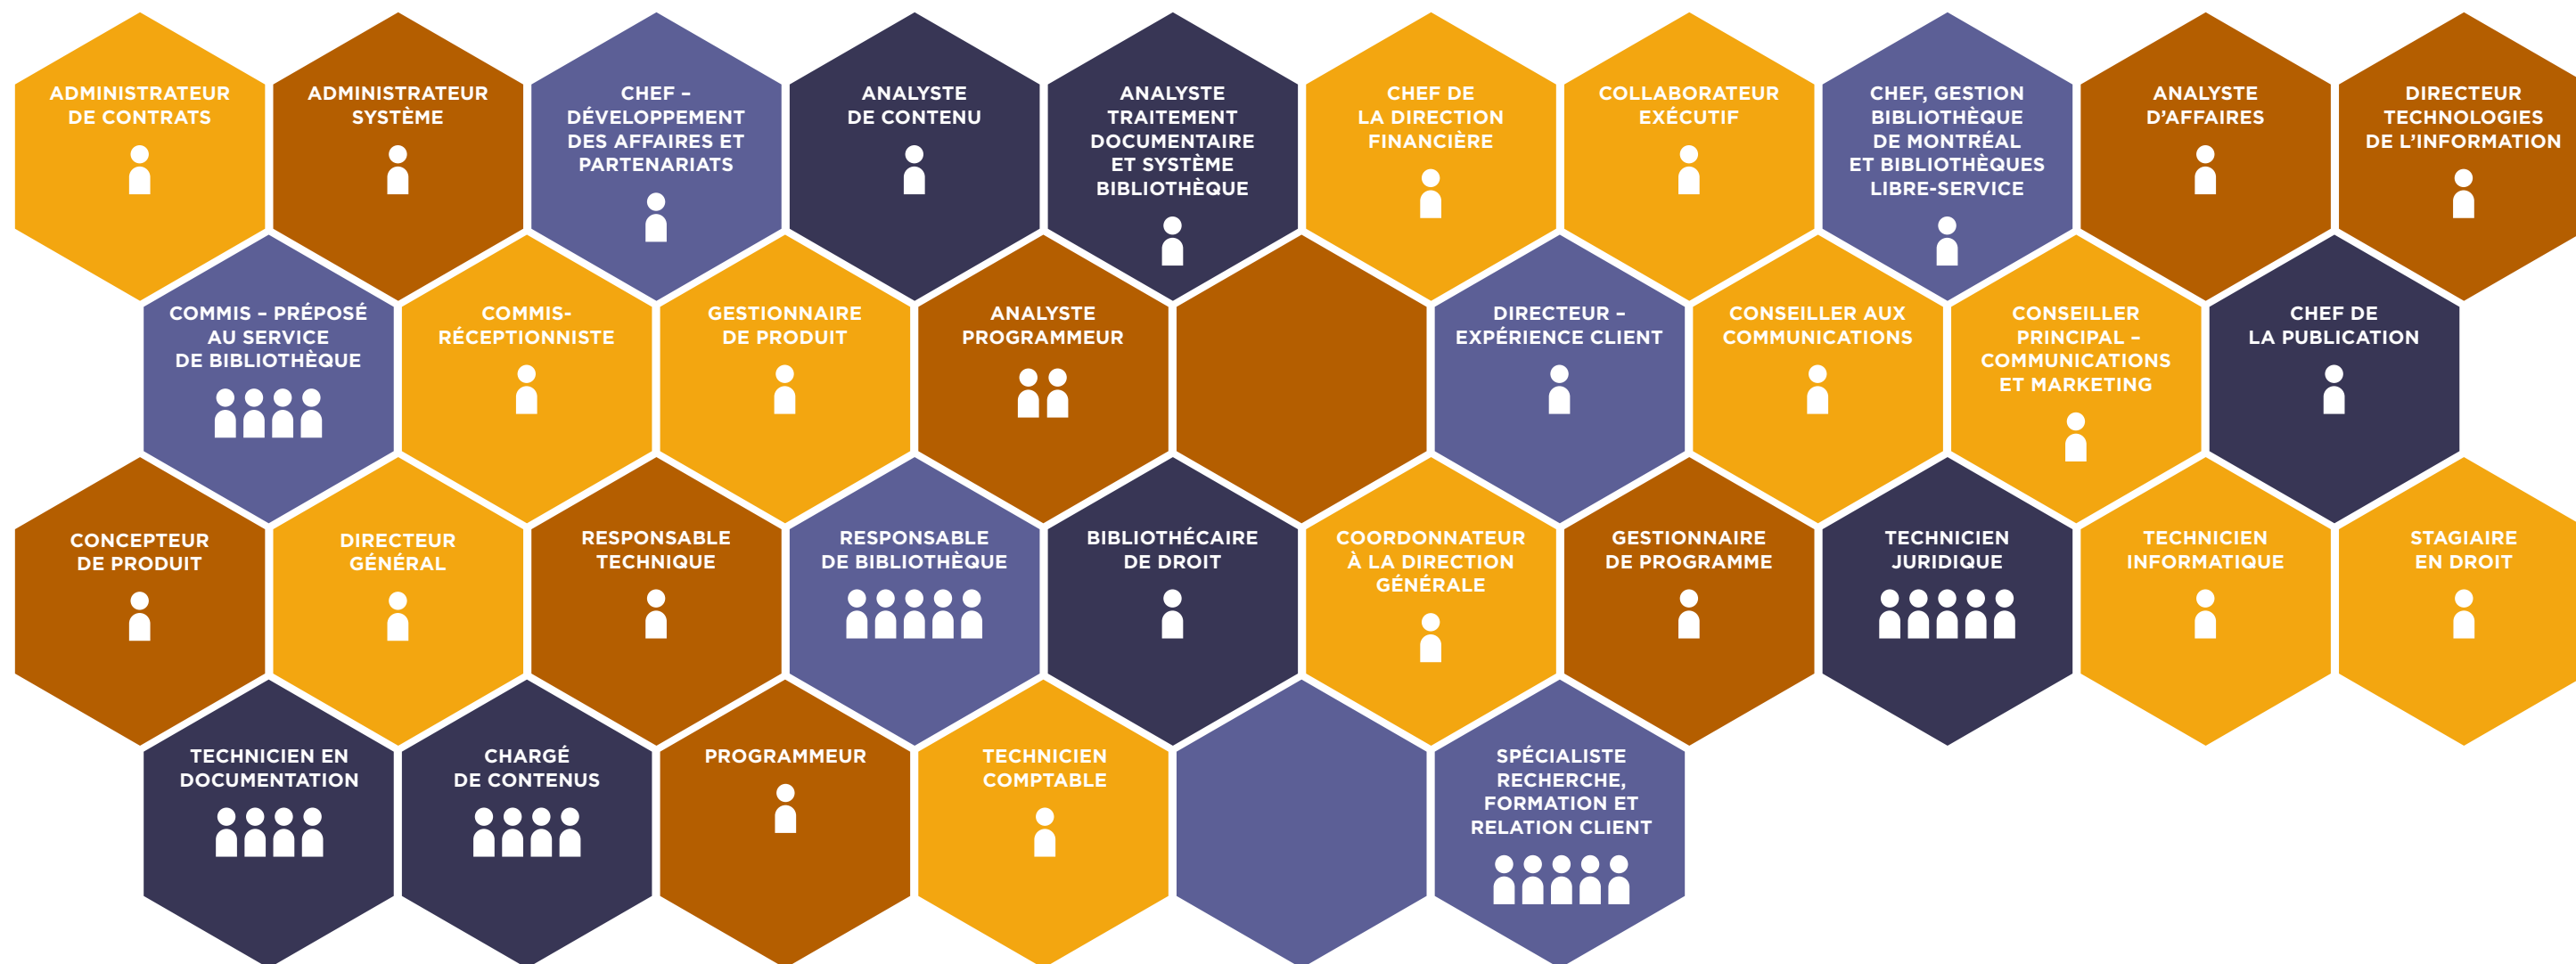 ADMINISTRATEUR
DE CONTRATS
ADMINISTRATEUR
SYSTÈME
CHEF –
DÉVELOPPEMENT
DES AFFAIRES ET
PARTENARIATS
ANALYSTE
DE CONTENU
ANALYSTE
TRAITEMENT
DOCUMENTAIRE
ET SYSTÈME
BIBLIOTHÈQUE
CHEF DE
LA DIRECTION
FINANCIÈRE
COLLABORATEUR
EXÉCUTIF
CHEF, GESTION
BIBLIOTHÈQUE
DE MONTRÉAL
ET BIBLIOTHÈQUES
LIBRE-SERVICE
ANALYSTE
D’AFFAIRES
DIRECTEUR
TECHNOLOGIES
DE L’INFORMATION
COMMIS – PRÉPOSÉ
AU SERVICE
DE BIBLIOTHÈQUE
COMMIS-
RÉCEPTIONNISTE
GESTIONNAIRE
DE PRODUIT
ANALYSTE
PROGRAMMEUR
DIRECTEUR –
EXPÉRIENCE CLIENT
CONSEILLER AUX
COMMUNICATIONS
CONSEILLER
PRINCIPAL –
COMMUNICATIONS
ET MARKETING
CHEF DE
LA PUBLICATION
CONCEPTEUR
DE PRODUIT
DIRECTEUR
GÉNÉRAL
RESPONSABLE
TECHNIQUE
RESPONSABLE
DE BIBLIOTHÈQUE
BIBLIOTHÉCAIRE
DE DROIT
COORDONNATEUR
À LA DIRECTION
GÉNÉRALE
GESTIONNAIRE
DE PROGRAMME
TECHNICIEN
JURIDIQUE
TECHNICIEN
INFORMATIQUE
STAGIAIRE
EN DROIT
TECHNICIEN EN
DOCUMENTATION
CHARGÉ
DE CONTENUS
PROGRAMMEUR
TECHNICIEN
COMPTABLE
SPÉCIALISTE
RECHERCHE,
FORMATION ET
RELATION CLIENT